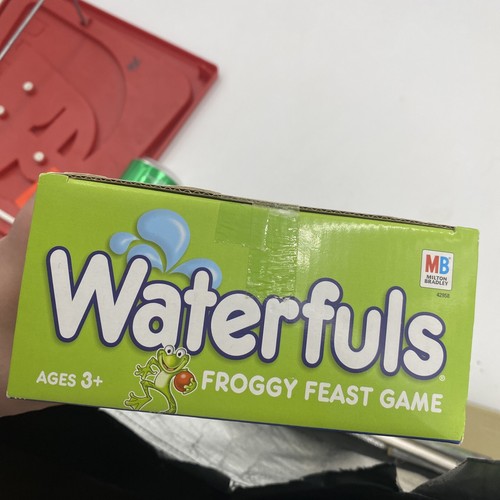 Waterfuls®
MB
MILTON
BRADLEY
AGES 3+
FROGGY FEAST GAME